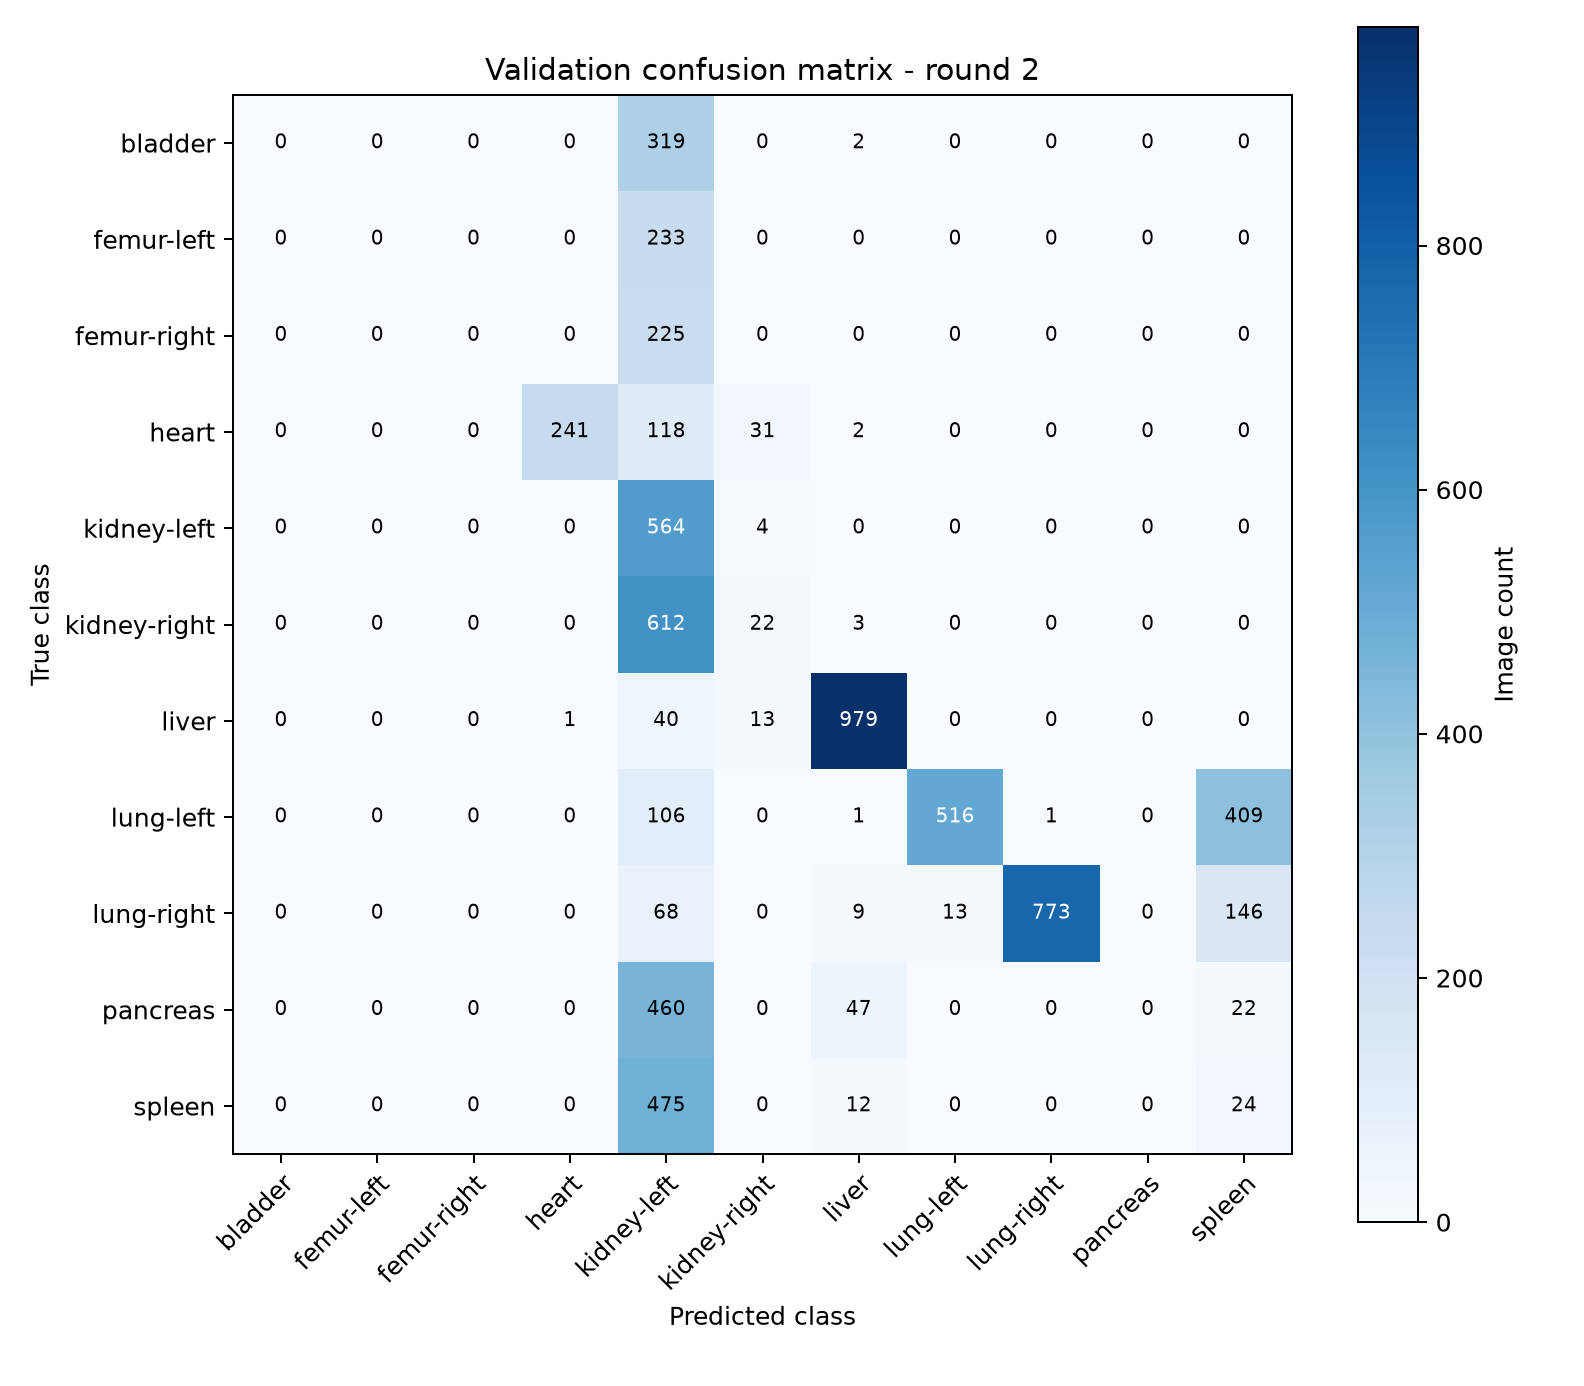 Validation confusion matrix - round 2
bladder 0 0 0 0 319 0 2 0 0 0 0
femur-left 0 0 0 0 233 0 0 0 0 0 0
femur-right 0 0 0 0 225 0 0 0 0 0 0
heart 0 0 0 241 118 31 2 0 0 0 0
kidney-left 0 0 0 0 564 4 0 0 0 0 0
kidney-right 0 0 0 0 612 22 3 0 0 0 0
liver 0 0 0 1 40 13 979 0 0 0 0
lung-left 0 0 0 0 106 0 1 516 1 0 409
lung-right 0 0 0 0 68 0 9 13 773 0 146
pancreas 0 0 0 0 460 0 47 0 0 0 22
spleen 0 0 0 0 475 0 12 0 0 0 24
True class
bladder femur-left femur-right heart kidney-left kidney-right liver lung-left lung-right pancreas spleen
Predicted class
800
600
400
200
0
Image count